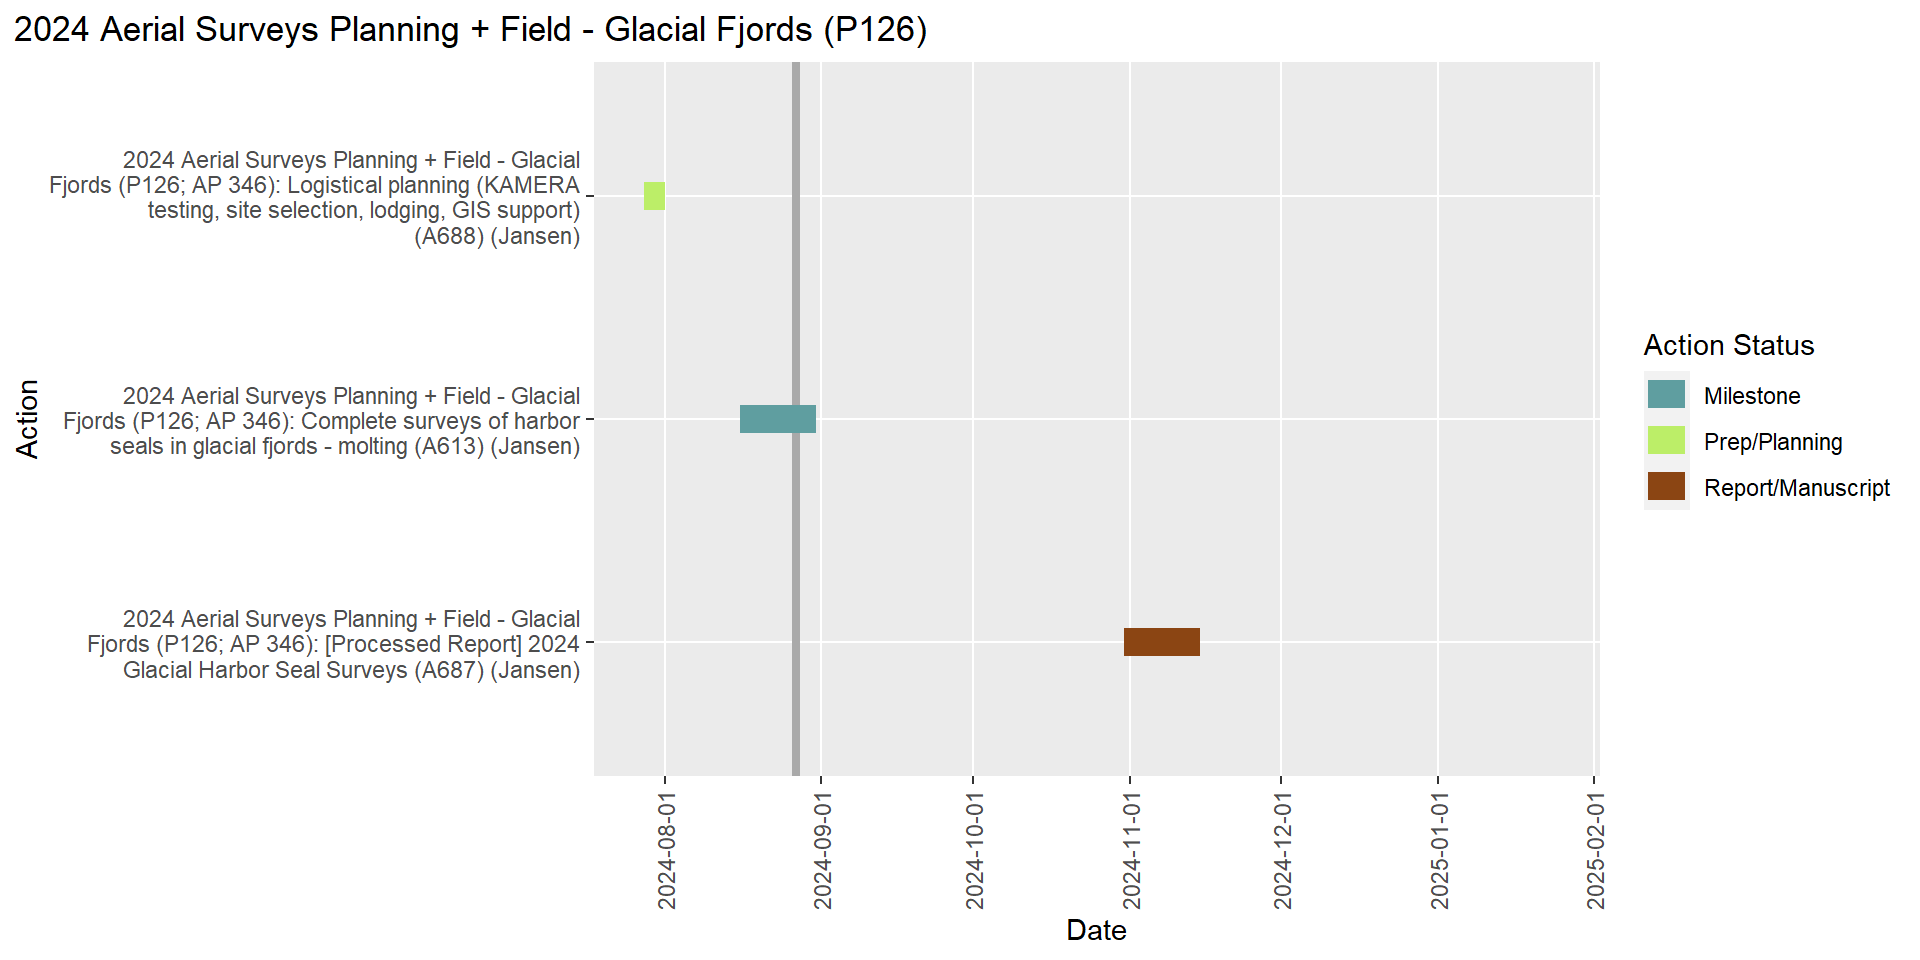 2024 Aerial Surveys Planning + Field - Glacial Fjords (P126)
Action
2024 Aerial Surveys Planning + Field - Glacial
Fjords (P126; AP 346): Logistical planning (KAMERA
testing, site selection, lodging, GIS support)
(A688) (Jansen)
2024 Aerial Surveys Planning + Field - Glacial
Fjords (P126; AP 346): Complete surveys of harbor
seals in glacial fjords - molting (A613) (Jansen)
2024 Aerial Surveys Planning + Field - Glacial
Fjords (P126; AP 346): [Processed Report] 2024
Glacial Harbor Seal Surveys (A687) (Jansen)
2024-08-01
2024-09-01
2024-10-01
2024-11-01
2024-12-01
2025-01-01
2025-02-01
Date
Action Status
Milestone
Prep/Planning
Report/Manuscript